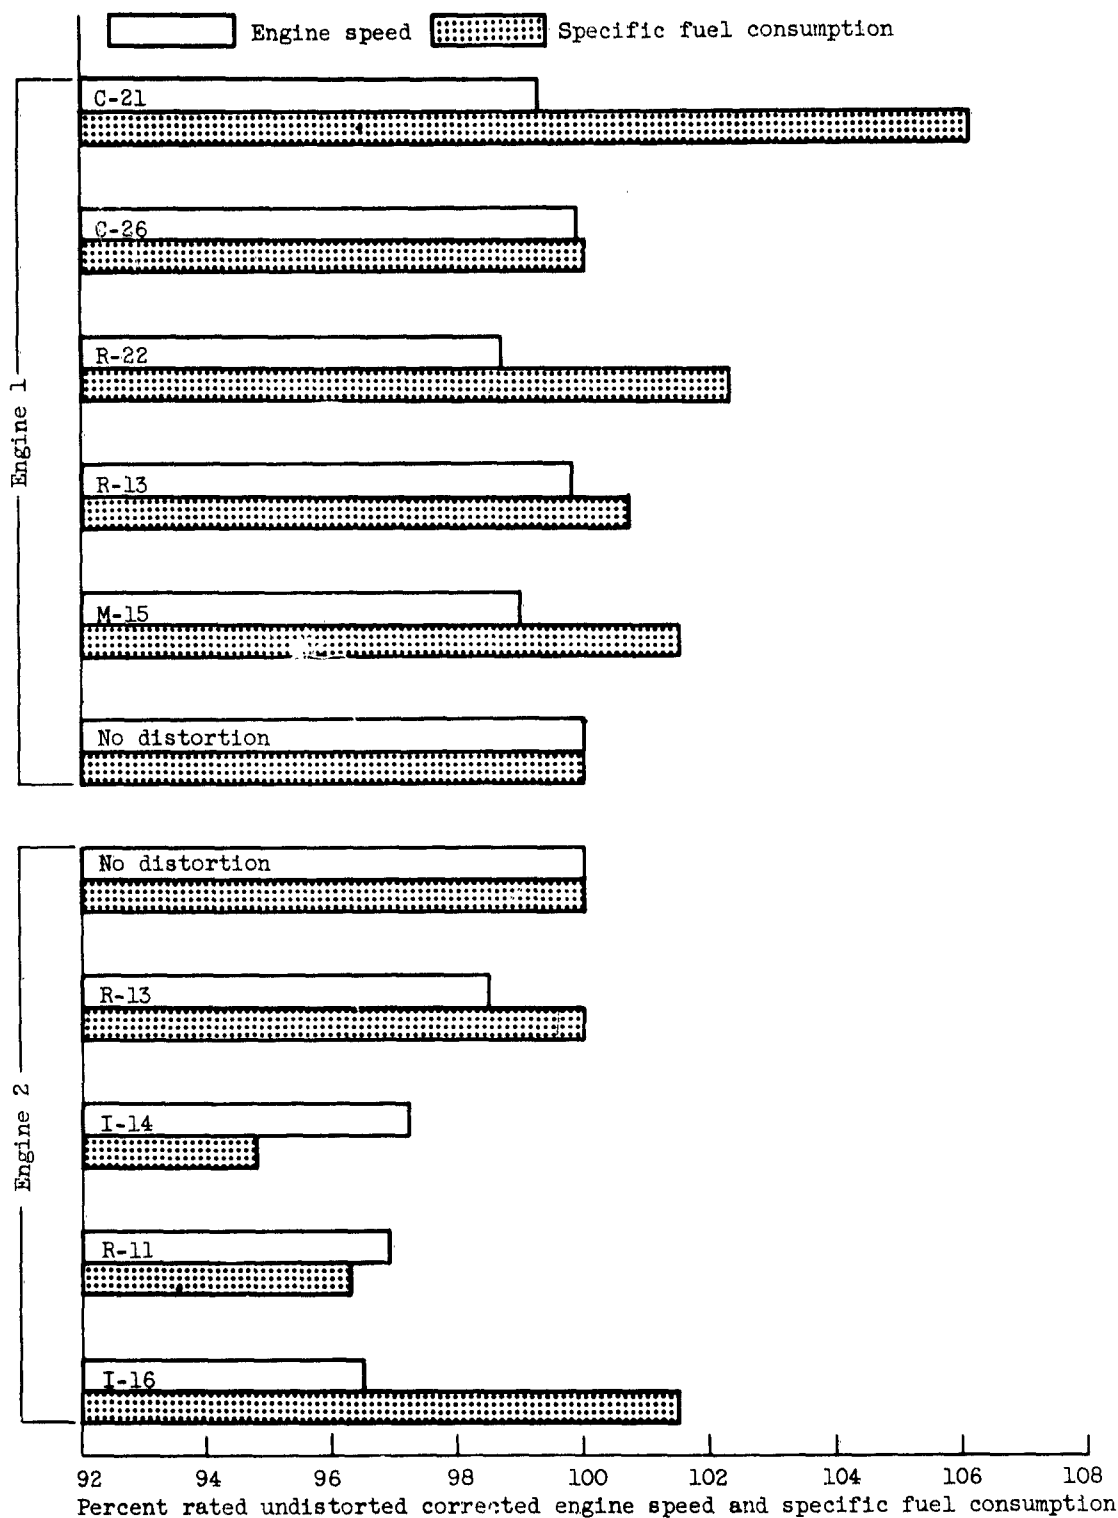 Engine speed Specific fuel consumption
Engine 1
C-21
C-26
R-22
R-13
M-15
No distortion
Engine 2
No distortion
R-13
I-14
R-11
I-16
92 94 96 98 100 102 104 106 108
Percent rated undistorted corrected engine speed and specific fuel consumption